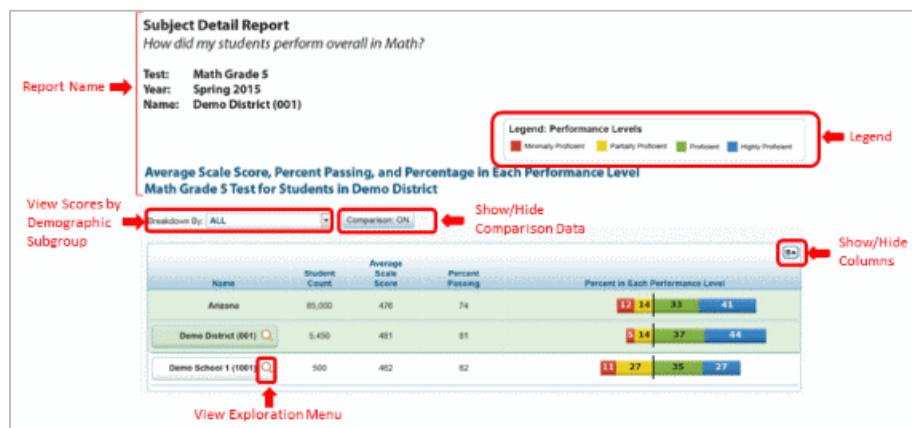 Subject Detail Report
How did my students perform overall in Math?
Test: Math Grade 5
Year: Spring 2015
Name: Demo District (001)
Report Name
Legend: Performance Levels
Minimally Proficient Partially Proficient Proficient Highly Proficient
Legend
Average Scale Score, Percent Passing, and Percentage in Each Performance Level
Math Grade 5 Test for Students in Demo District
View Scores by
Demographic
Subgroup
Breakdown By: ALL
Comparison: ON
Show/Hide
Comparison Data
Show/Hide
Columns
Name Student Count Average Scale Score Percent Passing Percent in Each Performance Level
Arizona 85,000 476 74 12 14 33 41
Demo District (001) 5,450 481 81 5 14 37 44
Demo School 1 (1001) 500 462 62 11 27 35 27
View Exploration Menu